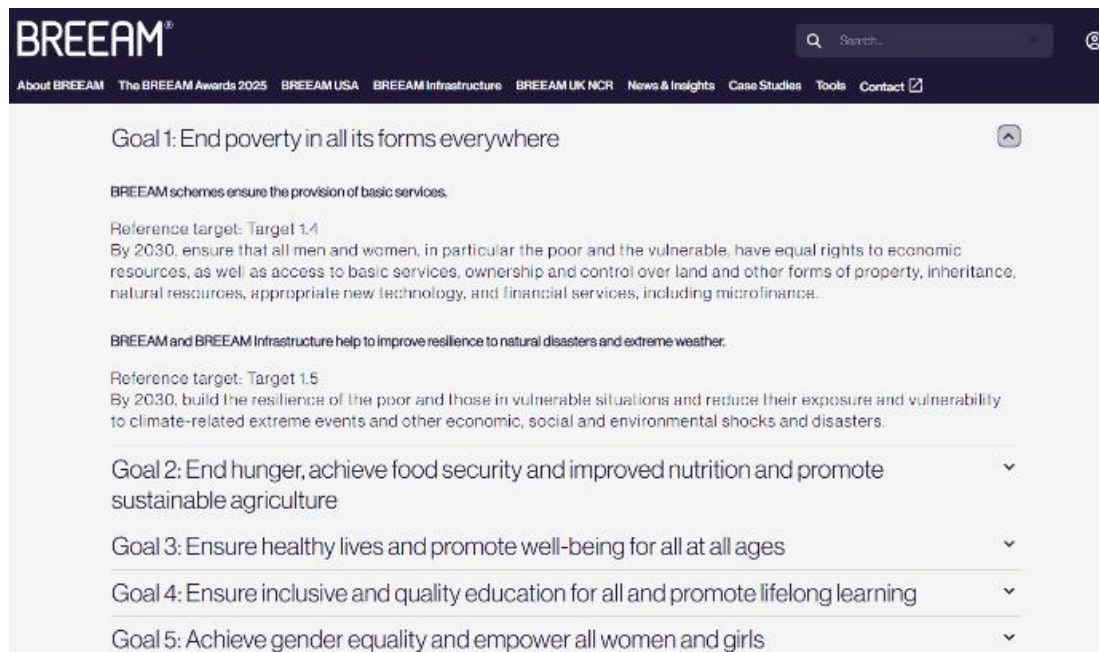 BREEAM®
Search...
About BREEAM The BREEAM Awards 2025 BREEAM USA BREEAM Infrastructure BREEAM UK NCR News & Insights Case Studies Tools Contact
Goal 1: End poverty in all its forms everywhere
BREEAM schemes ensure the provision of basic services.
Reference target: Target 1.4
By 2030, ensure that all men and women, in particular the poor and the vulnerable, have equal rights to economic
resources, as well as access to basic services, ownership and control over land and other forms of property, inheritance,
natural resources, appropriate new technology, and financial services, including microfinance.
BREEAM and BREEAM Infrastructure help to improve resilience to natural disasters and extreme weather.
Reference target: Target 1.5
By 2030, build the resilience of the poor and those in vulnerable situations and reduce their exposure and vulnerability
to climate-related extreme events and other economic, social and environmental shocks and disasters.
Goal 2: End hunger, achieve food security and improved nutrition and promote
sustainable agriculture
Goal 3: Ensure healthy lives and promote well-being for all at all ages
Goal 4: Ensure inclusive and quality education for all and promote lifelong learning
Goal 5: Achieve gender equality and empower all women and girls